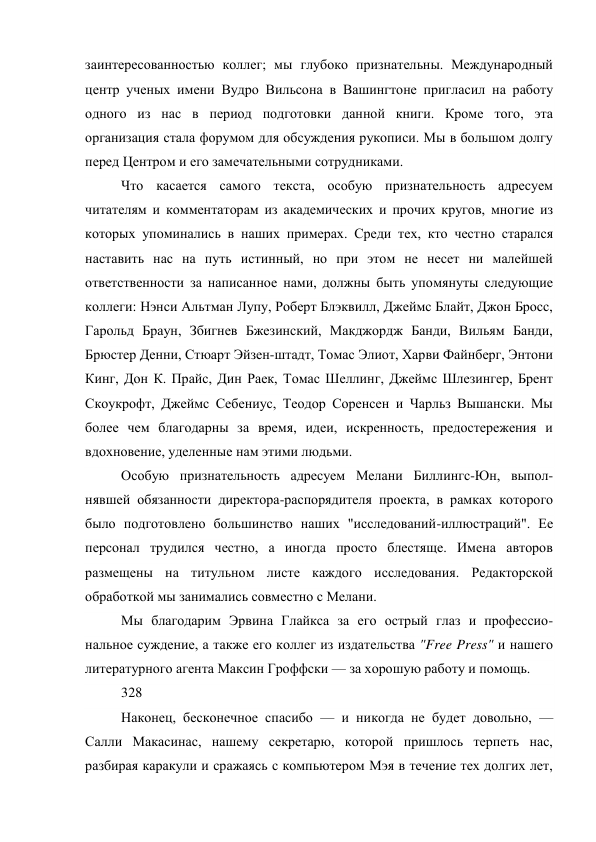 заинтересованностью коллег; мы глубоко признательны. Международный
центр ученых имени Вудро Вильсона в Вашингтоне пригласил на работу
одного из нас в период подготовки данной книги. Кроме того, эта
организация стала форумом для обсуждения рукописи. Мы в большом долгу
перед Центром и его замечательными сотрудниками.
Что касается самого текста, особую признательность адресуем
читателям и комментаторам из академических и прочих кругов, многие из
которых упоминались в наших примерах. Среди тех, кто честно старался
наставить нас на путь истинный, но при этом не несет ни малейшей
ответственности за написанное нами, должны быть упомянуты следующие
коллеги: Нэнси Альтман Лупу, Роберт Блэквилл, Джеймс Блайт, Джон Бросс,
Гарольд Браун, Збигнев Бжезинский, Макджордж Банди, Вильям Банди,
Брюстер Денни, Стюарт Эйзен-штадт, Томас Элиот, Харви Файнберг, Энтони
Кинг, Дон К. Прайс, Дин Раек, Томас Шеллинг, Джеймс Шлезингер, Брент
Скоукрофт, Джеймс Себениус, Теодор Соренсен и Чарльз Вышански. Мы
более чем благодарны за время, идеи, искренность, предостережения и
вдохновение, уделенные нам этими людьми.
Особую признательность адресуем Мелани Биллингс-Юн, выпол-
нявшей обязанности директора-распорядителя проекта, в рамках которого
было подготовлено большинство наших "исследований-иллюстраций". Ее
персонал трудился честно, а иногда просто блестяще. Имена авторов
размещены на титульном листе каждого исследования. Редакторской
обработкой мы занимались совместно с Мелани.
Мы благодарим Эрвина Глайкса за его острый глаз и профессио-
нальное суждение, а также его коллег из издательства "Free Press" и нашего
литературного агента Максин Гроффски — за хорошую работу и помощь.
328
Наконец, бесконечное спасибо — и никогда не будет довольно, —
Салли Макасинас, нашему секретарю, которой пришлось терпеть нас,
разбирая каракули и сражаясь с компьютером Мэя в течение тех долгих лет,